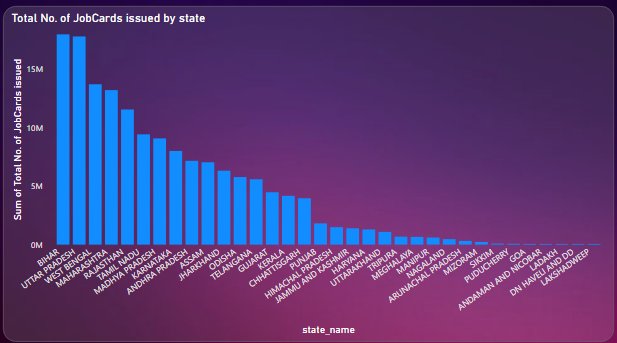 Total No. of JobCards issued by state
Sum of Total No. of JobCards issued
15M
10M
5M
0M
BIHAR
UTTAR PRADESH
WEST BENGAL
MAHARASHTRA
RAJASTHAN
TAMIL NADU
MADHYA PRADESH
KARNATAKA
ANDHRA PRADESH
ASSAM
JHARKHAND
ODISHA
TELANGANA
GUJARAT
KERALA
CHHATTISGARH
PUNJAB
HIMACHAL PRADESH
JAMMU AND KASHMIR
HARYANA
UTTARAKHAND
TRIPURA
MEGHALAYA
MANIPUR
NAGALAND
ARUNACHAL PRADESH
MIZORAM
SIKKIM
PUDUCHERRY
GOA
ANDAMAN AND NICOBAR
LADAKH
DN HAVELI AND DD
LAKSHADWEEP
state_name